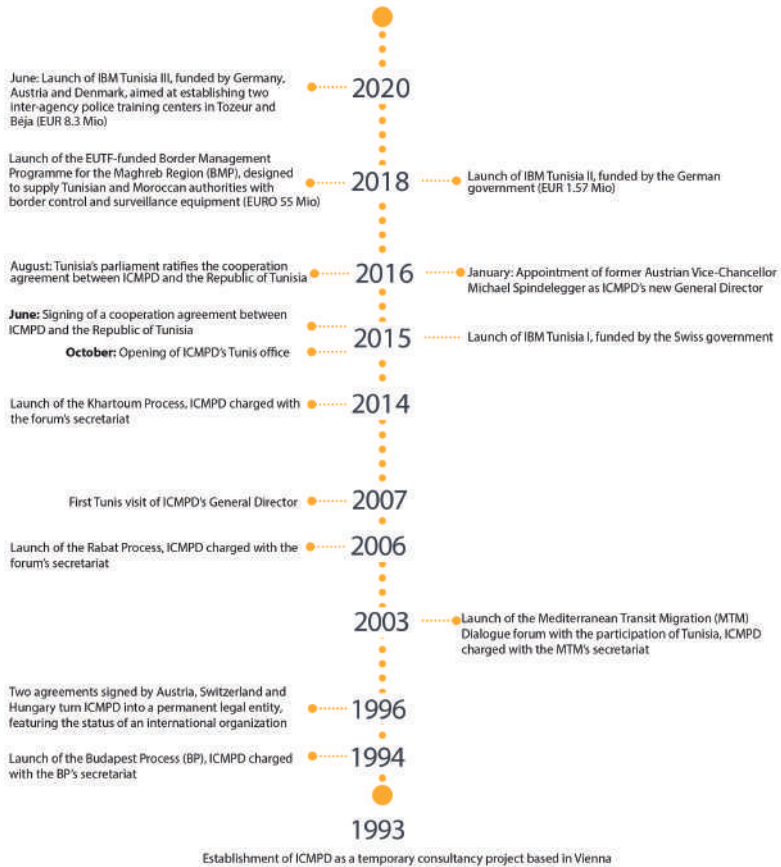 June: Launch of IBM Tunisia III, funded by Germany,
Austria and Denmark, aimed at establishing two
inter-agency police training centers in Tozeur and
Béja (EUR 8.3 Mio)
2020
Launch of the EUTF-funded Border Management
Programme for the Maghreb Region (BMP), designed
to supply Tunisian and Moroccan authorities with
border control and surveillance equipment (EURO 55 Mio)
2018
Launch of IBM Tunisia II, funded by the German
government (EUR 1.57 Mio)
August: Tunisia's parliament ratifies the cooperation
agreement between ICMPD and the Republic of Tunisia
2016
January: Appointment of former Austrian Vice-Chancellor
Michael Spindelegger as ICMPD's new General Director
June: Signing of a cooperation agreement between
ICMPD and the Republic of Tunisia
October: Opening of ICMPD's Tunis office
2015
Launch of IBM Tunisia I, funded by the Swiss government
Launch of the Khartoum Process, ICMPD charged with
the forum's secretariat
2014
First Tunis visit of ICMPD's General Director
2007
Launch of the Rabat Process, ICMPD charged with the
forum's secretariat
2006
2003
Launch of the Mediterranean Transit Migration (MTM)
Dialogue forum with the participation of Tunisia, ICMPD
charged with the MTM's secretariat
Two agreements signed by Austria, Switzerland and
Hungary turn ICMPD into a permanent legal entity,
featuring the status of an international organization
1996
Launch of the Budapest Process (BP), ICMPD charged
with the BP's secretariat
1994
1993
Establishment of ICMPD as a temporary consultancy project based in Vienna